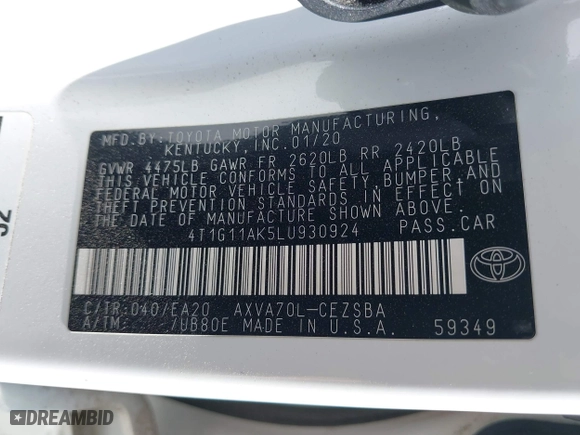 MFD.BY:TOYOTA MOTOR MANUFACTURING,
KENTUCKY, INC.01/20
GVWR 4475LB GAWR FR 2620LB RR 2420LB
THIS VEHICLE CONFORMS TO ALL APPLICABLE
FEDERAL MOTOR VEHICLE SAFETY, BUMPER, AND
THEFT PREVENTION STANDARDS IN EFFECT ON
THE DATE OF MANUFACTURE SHOWN ABOVE.
4T1G11AK5LU930924 PASS.CAR
C/TR:040/EA20 AXVA70L-CEZSBA
A/TM: /UB80E MADE IN U.S.A. 59349
DREAMBID